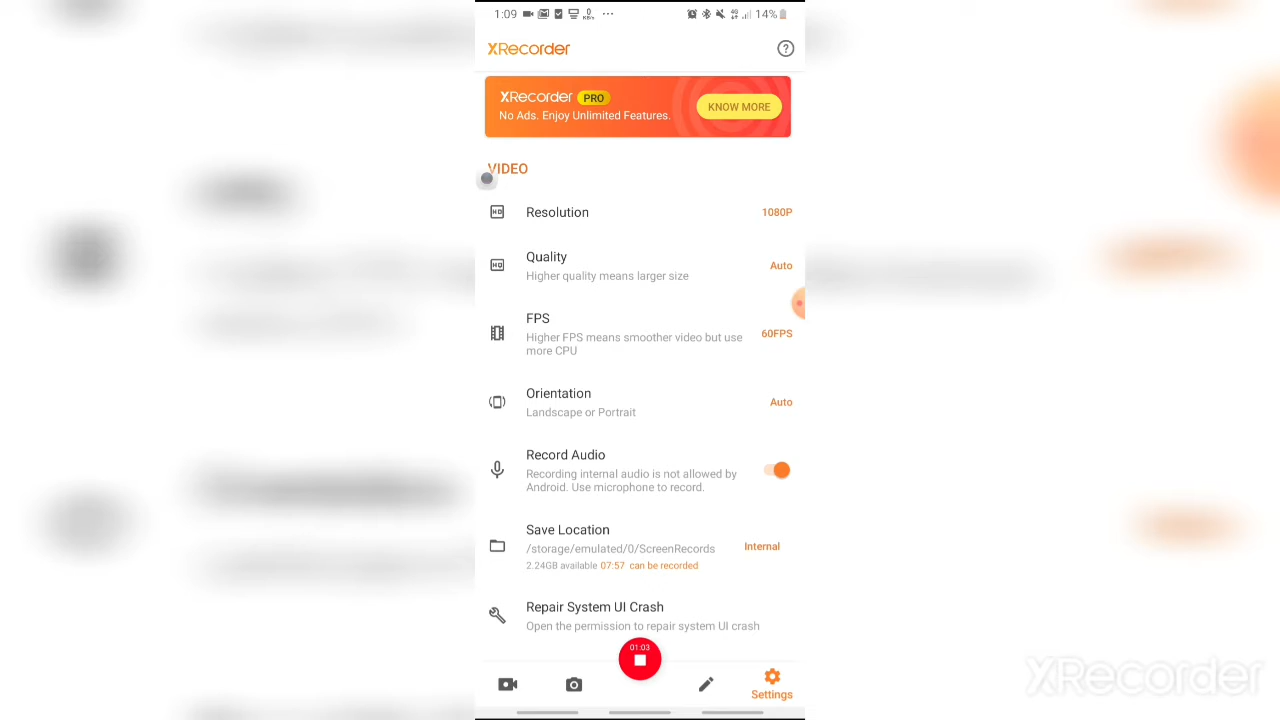 1:09
0
KB/s
4G
14%
XRecorder
XRecorder PRO
No Ads. Enjoy Unlimited Features.
KNOW MORE
VIDEO
Resolution
1080P
Quality
Higher quality means larger size
Auto
FPS
Higher FPS means smoother video but use
more CPU
60FPS
Orientation
Landscape or Portrait
Auto
Record Audio
Recording internal audio is not allowed by
Android. Use microphone to record.
Save Location
/storage/emulated/0/ScreenRecords
2.24GB available 07:57 can be recorded
Internal
Repair System UI Crash
Open the permission to repair system UI crash
01:03
Settings
XRecorder